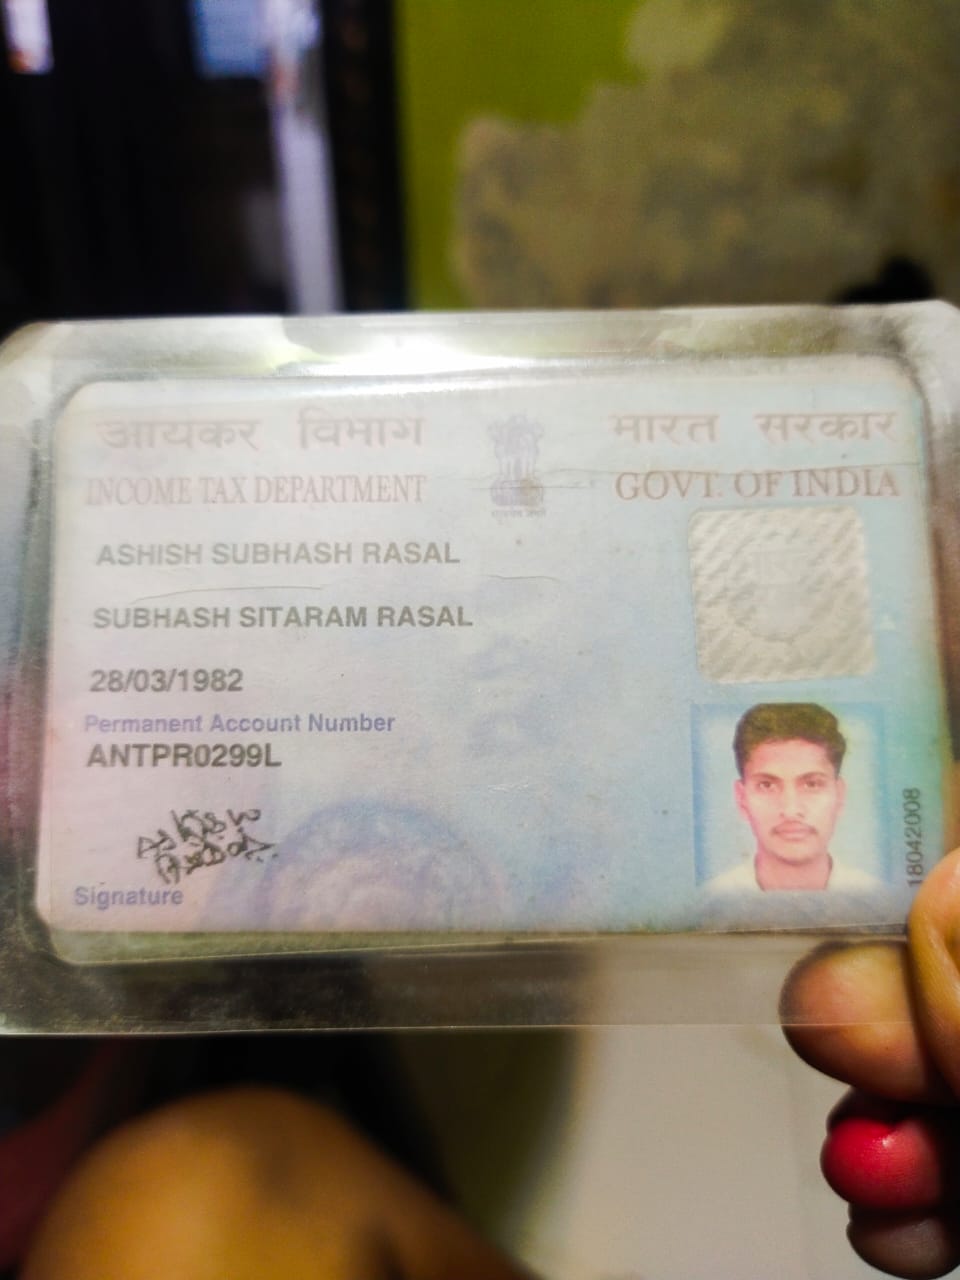 आयकर विभाग
INCOME TAX DEPARTMENT
भारत सरकार
GOVT. OF INDIA
ASHISH SUBHASH RASAL
SUBHASH SITARAM RASAL
28/03/1982
Permanent Account Number
ANTPR0299L
Signature
18042008